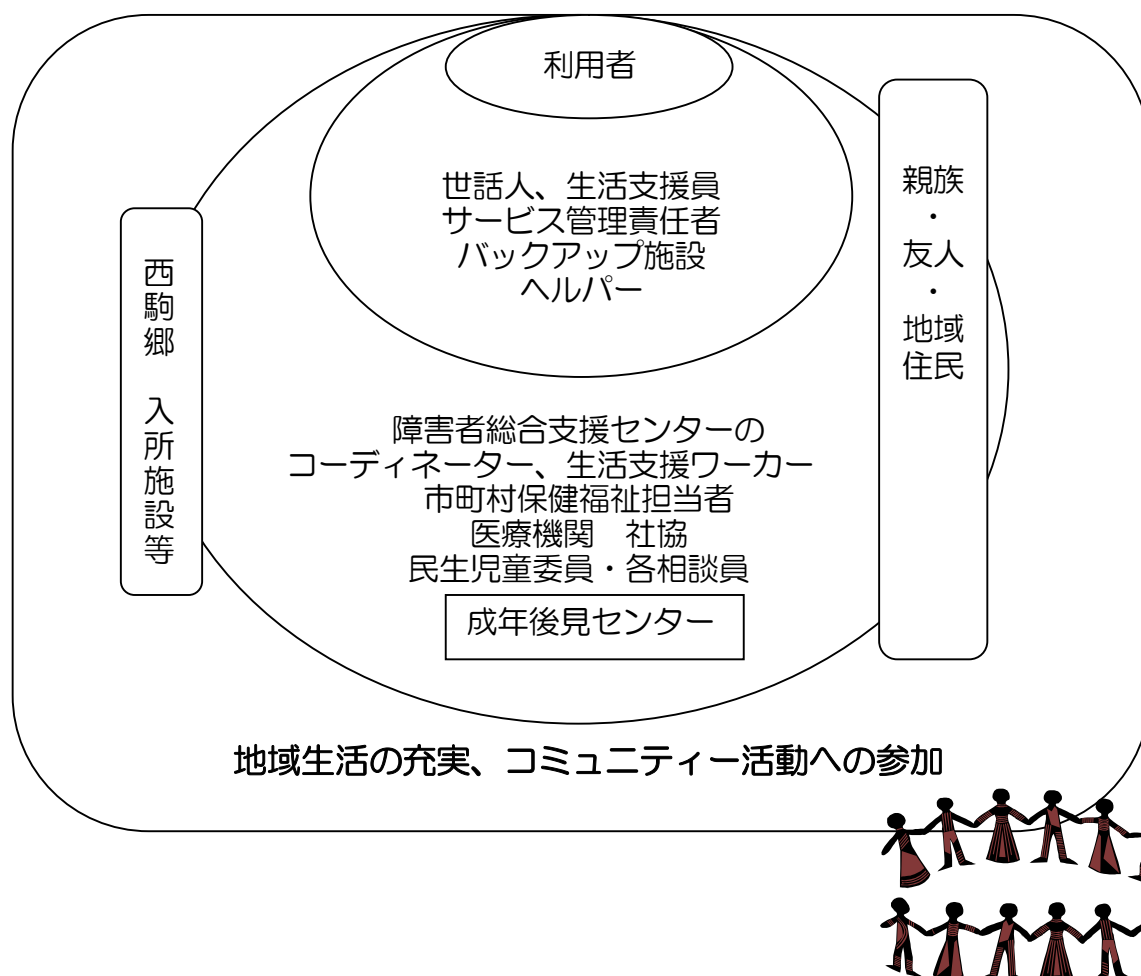 利用者
世話人、生活支援員
サービス管理責任者
バックアップ施設
ヘルパー
親族
・
友人
・
地域
住民
西駒郷　入所施設等
障害者総合支援センターの
コーディネーター、生活支援ワーカー
市町村保健福祉担当者
医療機関　社協
民生児童委員・各相談員
成年後見センター
地域生活の充実、コミュニティー活動への参加